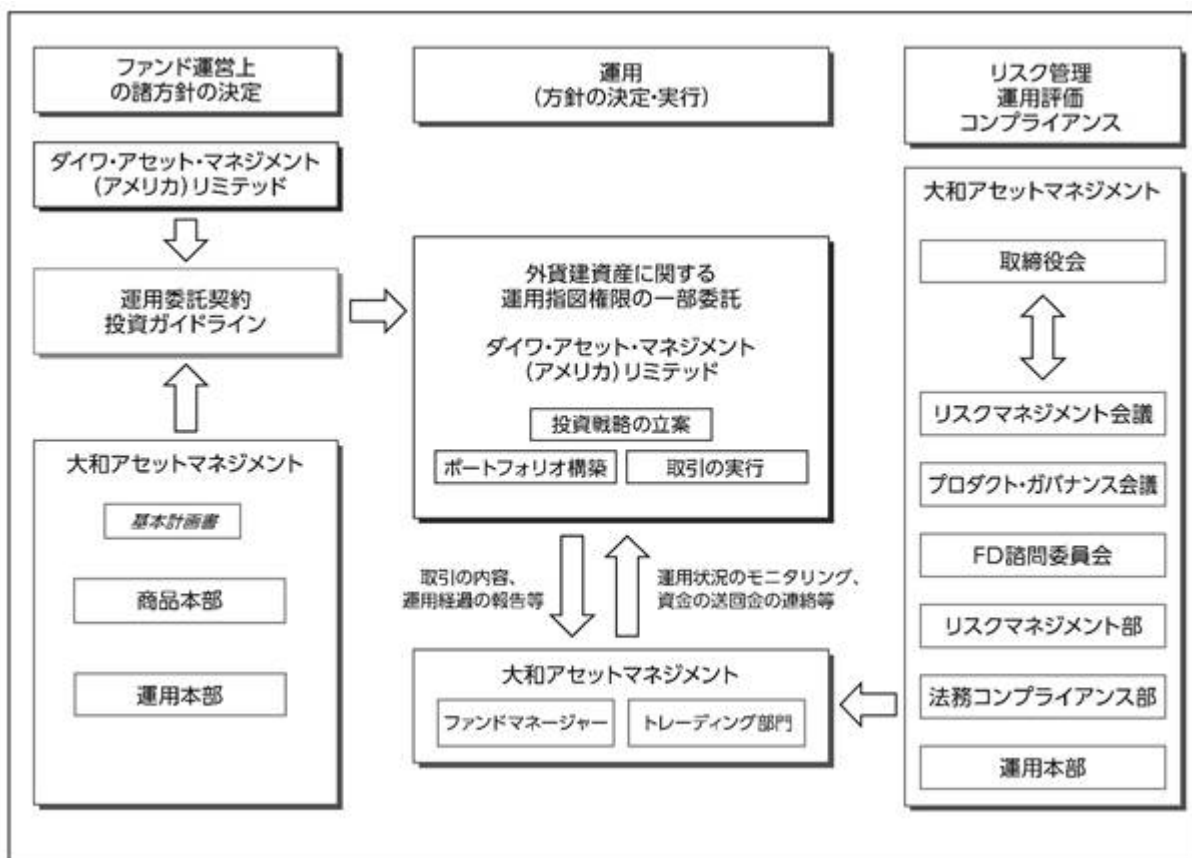 ファンド運営上
の諸方針の決定
ダイワ・アセット・マネジメント
(アメリカ)リミテッド
運用委託契約
投資ガイドライン
大和アセットマネジメント
基本計画書
商品本部
運用本部
運用
(方針の決定・実行)
外貨建資産に関する
運用指図権限の一部委託
ダイワ・アセット・マネジメント
(アメリカ)リミテッド
投資戦略の立案
ポートフォリオ構築
取引の実行
取引の内容、
運用経過の報告等
運用状況のモニタリング、
資金の送回金の連絡等
大和アセットマネジメント
ファンドマネージャー
トレーディング部門
リスク管理
運用評価
コンプライアンス
大和アセットマネジメント
取締役会
リスクマネジメント会議
プロダクト・ガバナンス会議
FD諮問委員会
リスクマネジメント部
法務コンプライアンス部
運用本部